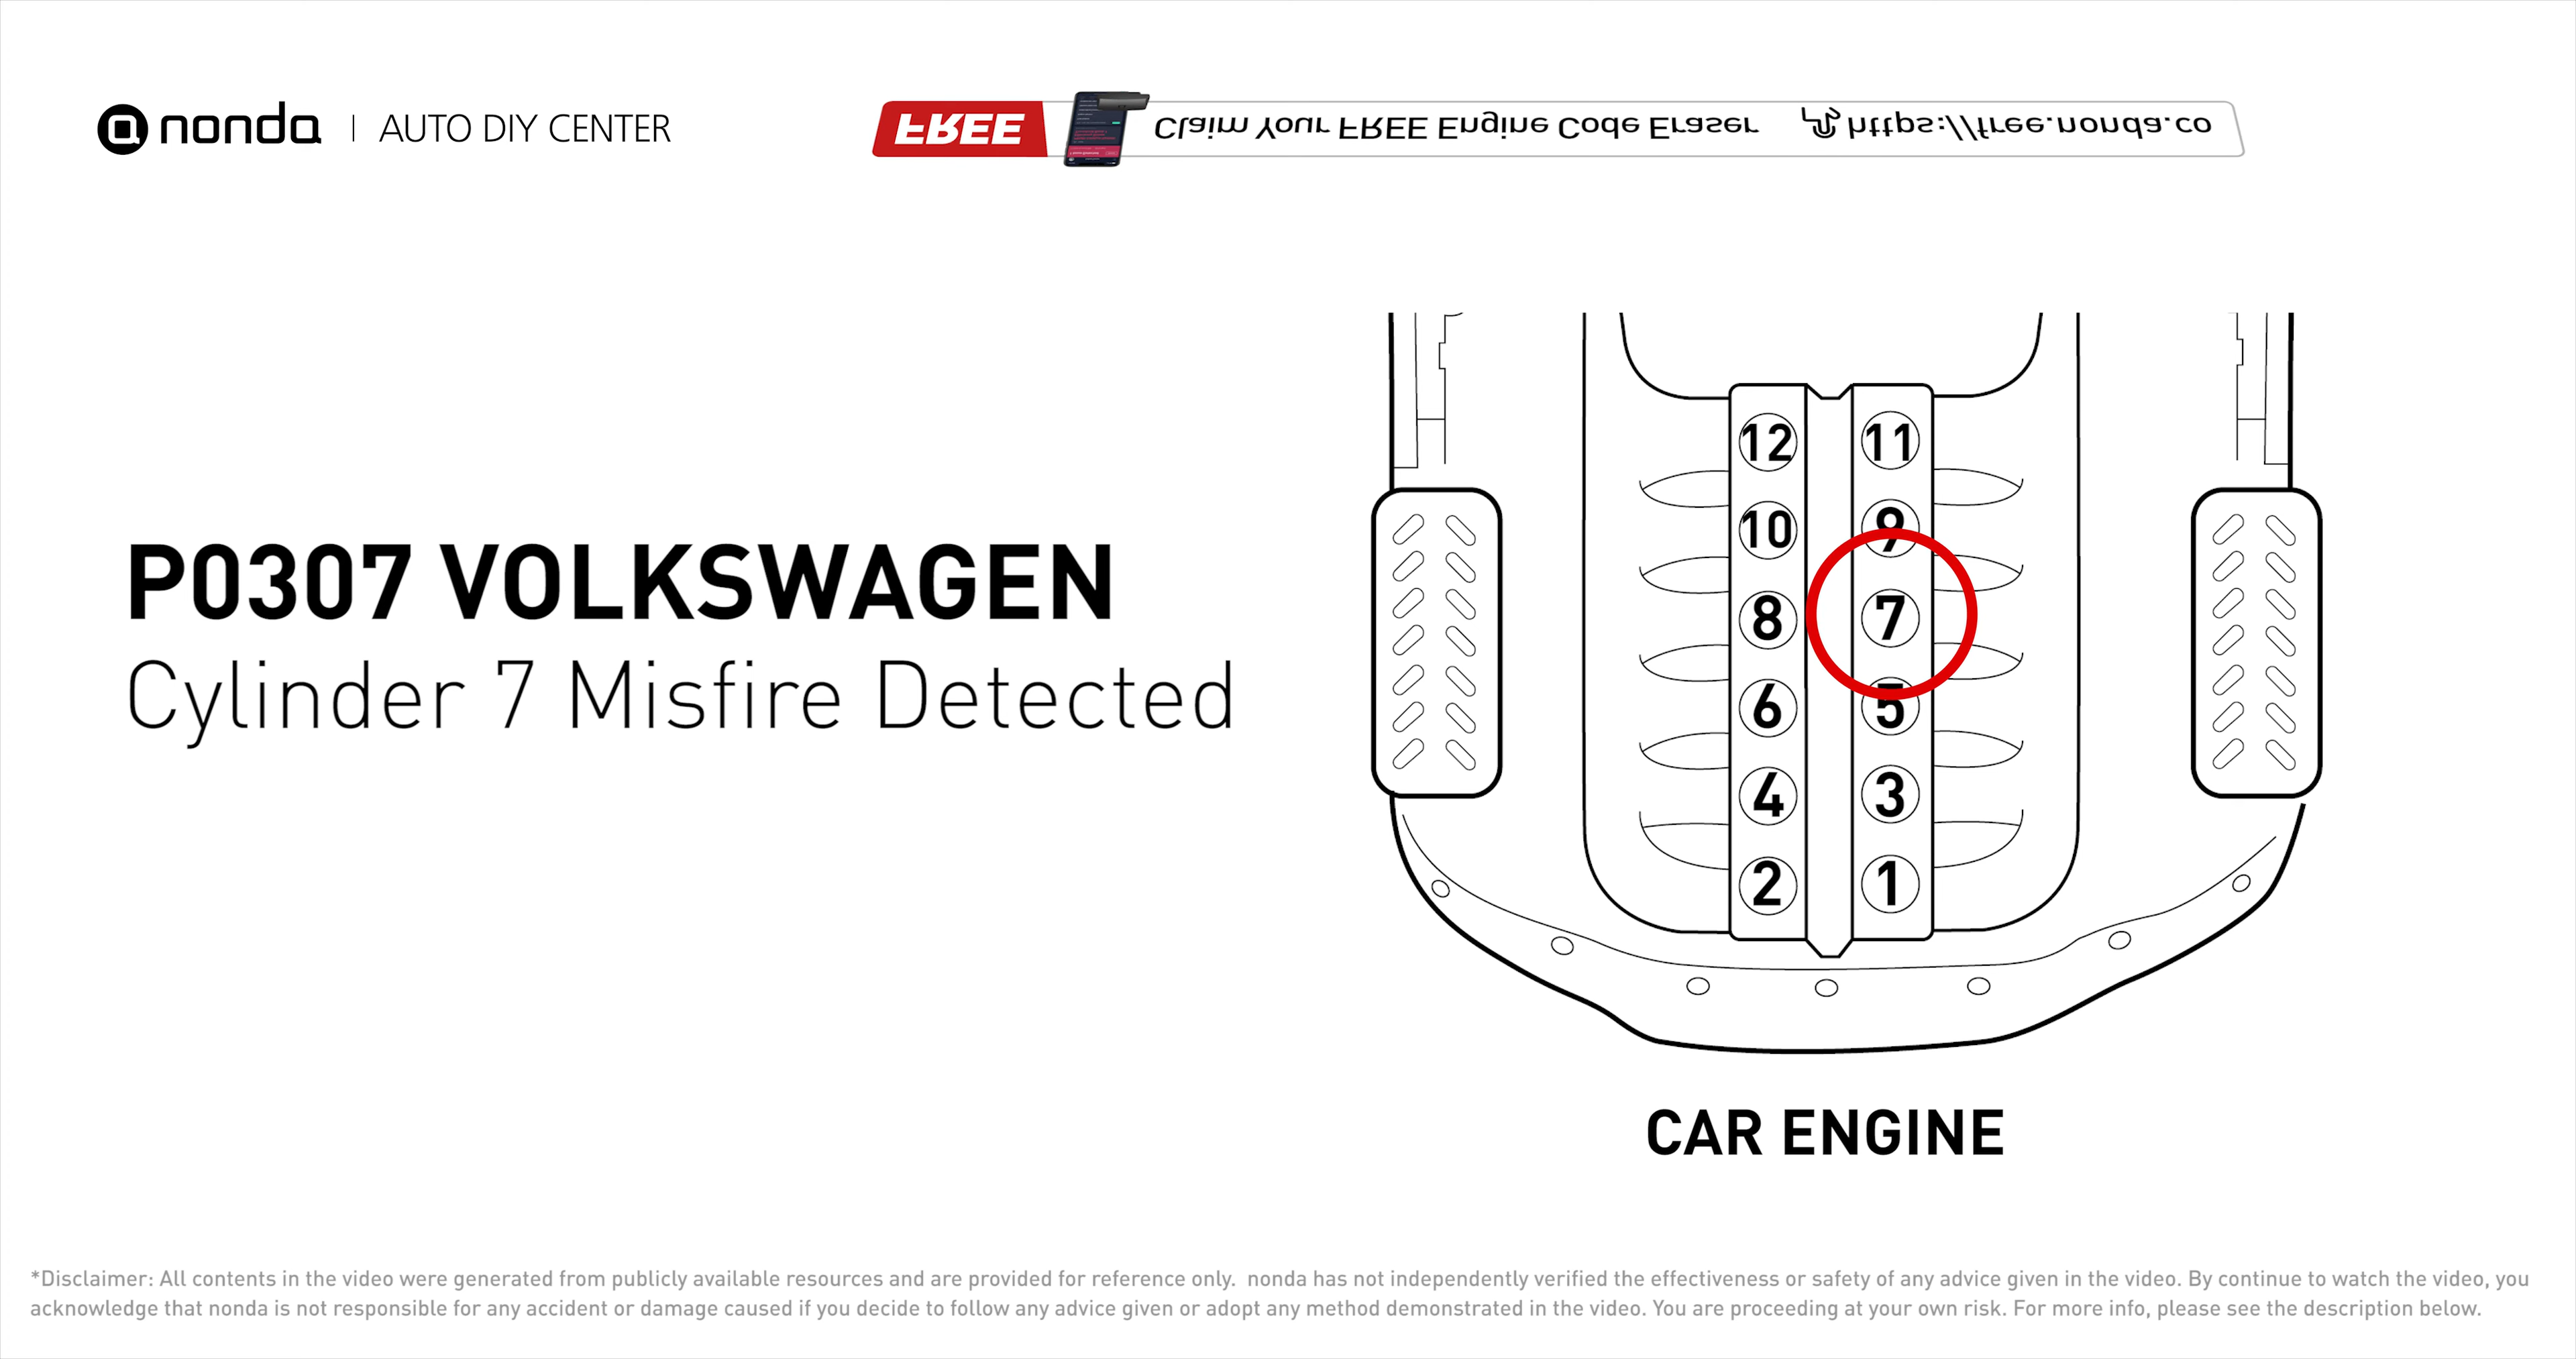 nonda | AUTO DIY CENTER
FREE Claim Your FREE Engine Code Eraser https://free.nonda.co
P0307 VOLKSWAGEN
Cylinder 7 Misfire Detected
12 11
10 9
8 7
6 5
4 3
2 1
CAR ENGINE
*Disclaimer: All contents in the video were generated from publicly available resources and are provided for reference only. nonda has not independently verified the effectiveness or safety of any advice given in the video. By continue to watch the video, you
acknowledge that nonda is not responsible for any accident or damage caused if you decide to follow any advice given or adopt any method demonstrated in the video. You are proceeding at your own risk. For more info, please see the description below.